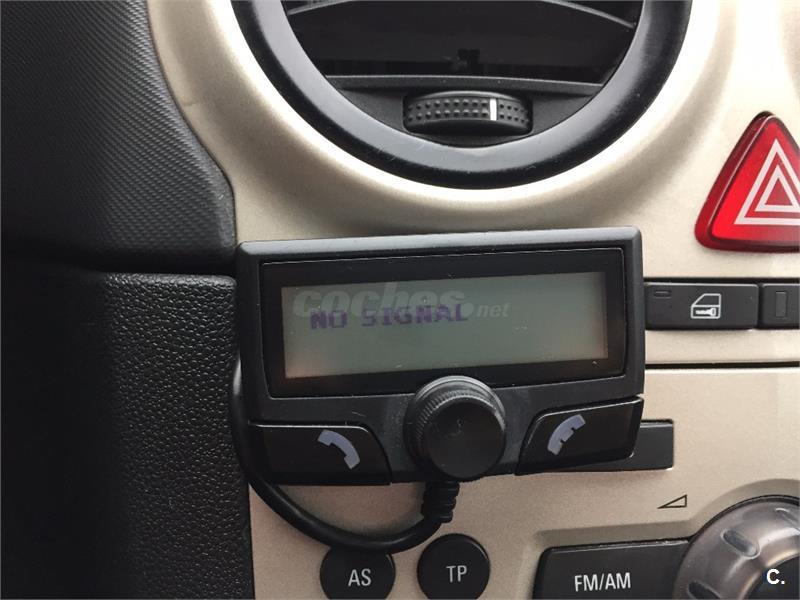 coches.net
NO SIGNAL
AS
TP
FM/AM
C.